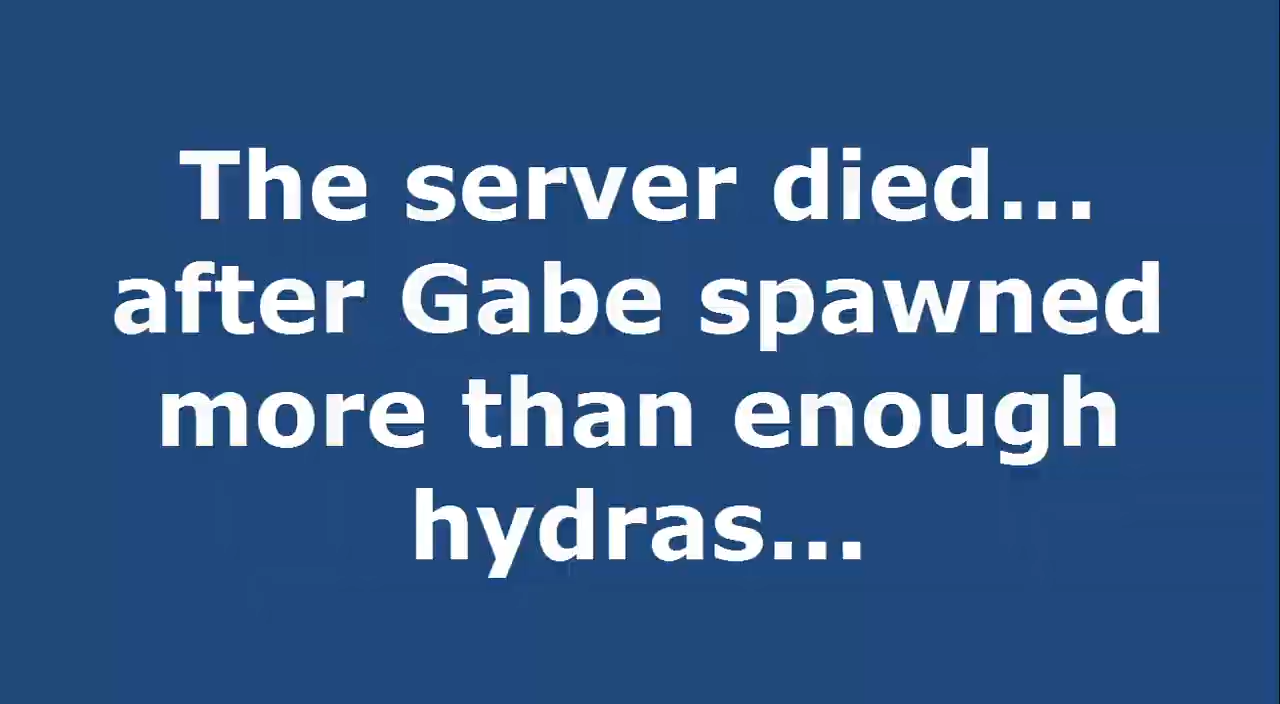 The server died...
after Gabe spawned
more than enough
hydras...